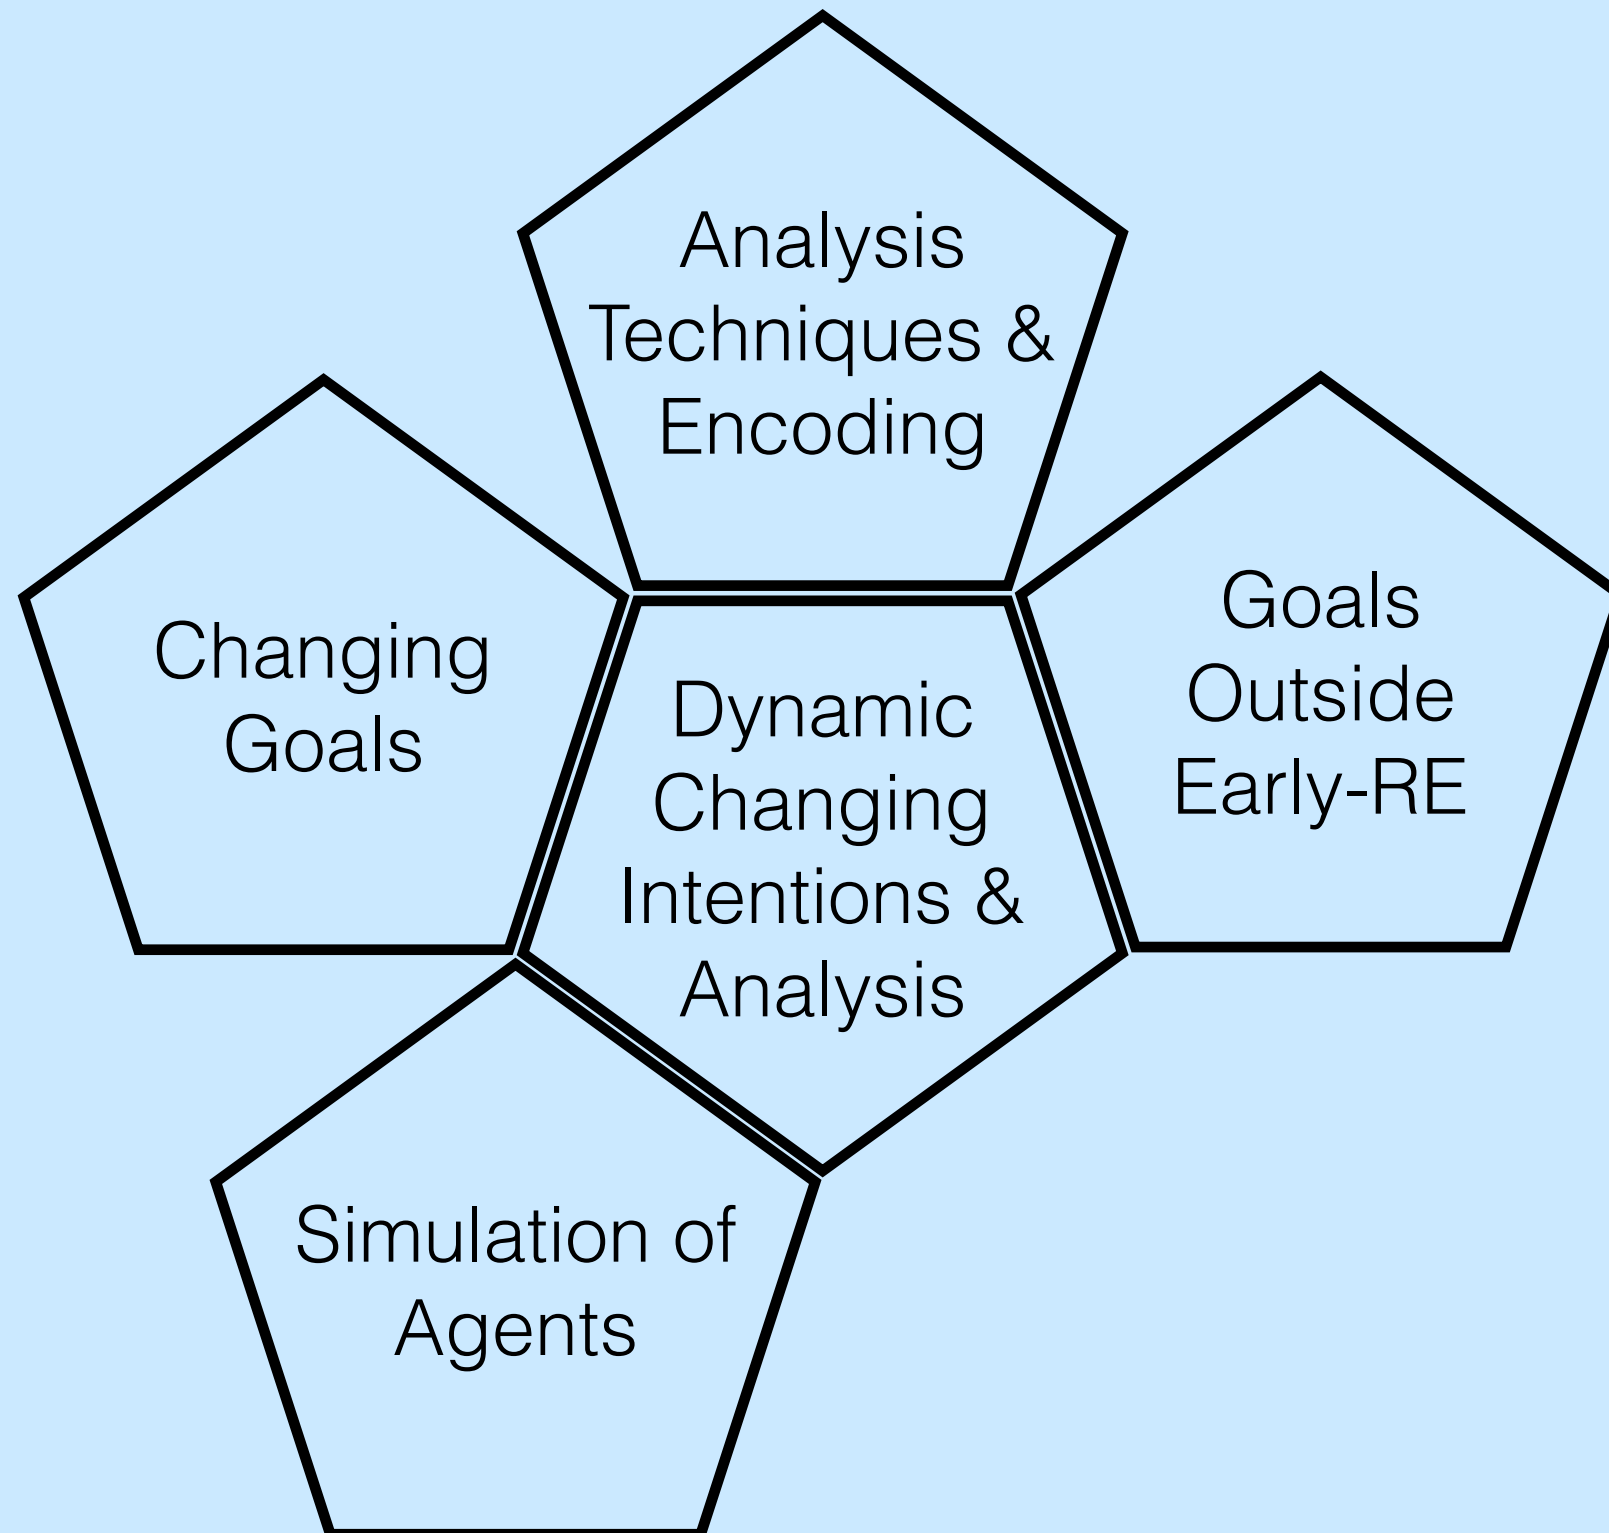 Analysis
Techniques &
Encoding
Changing
Goals
Dynamic
Changing
Intentions &
Analysis
Goals
Outside
Early-RE
Simulation of
Agents